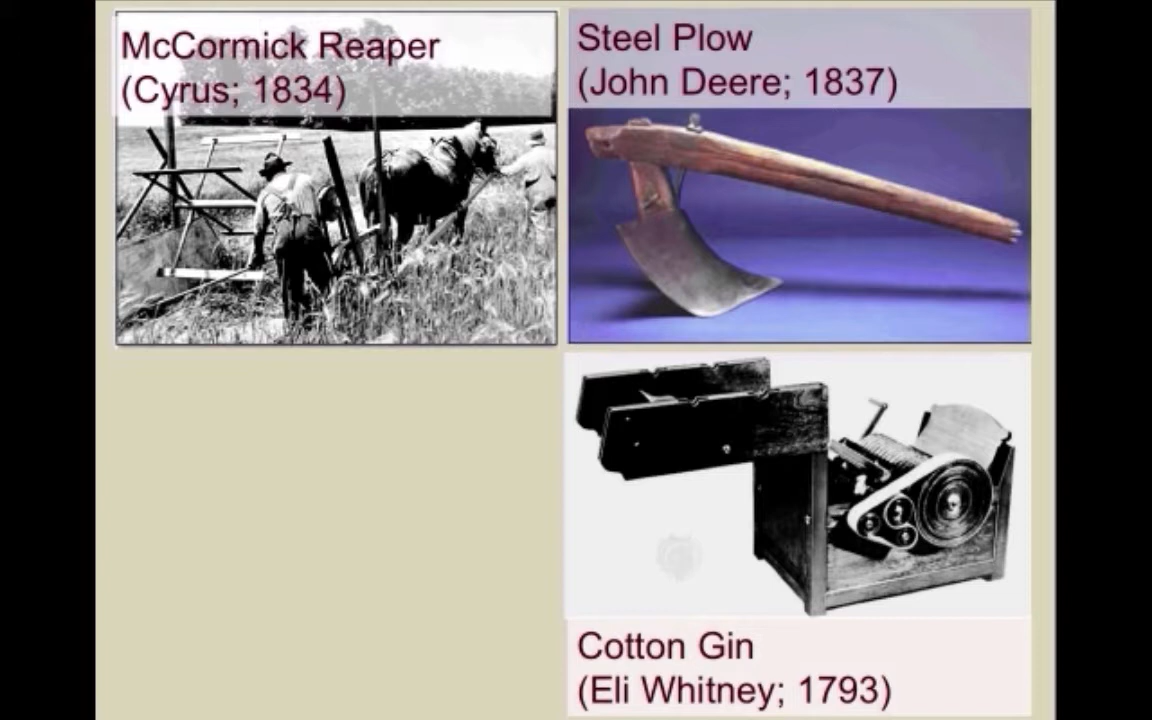 McCormick Reaper
(Cyrus; 1834)
Steel Plow
(John Deere; 1837)
Cotton Gin
(Eli Whitney; 1793)